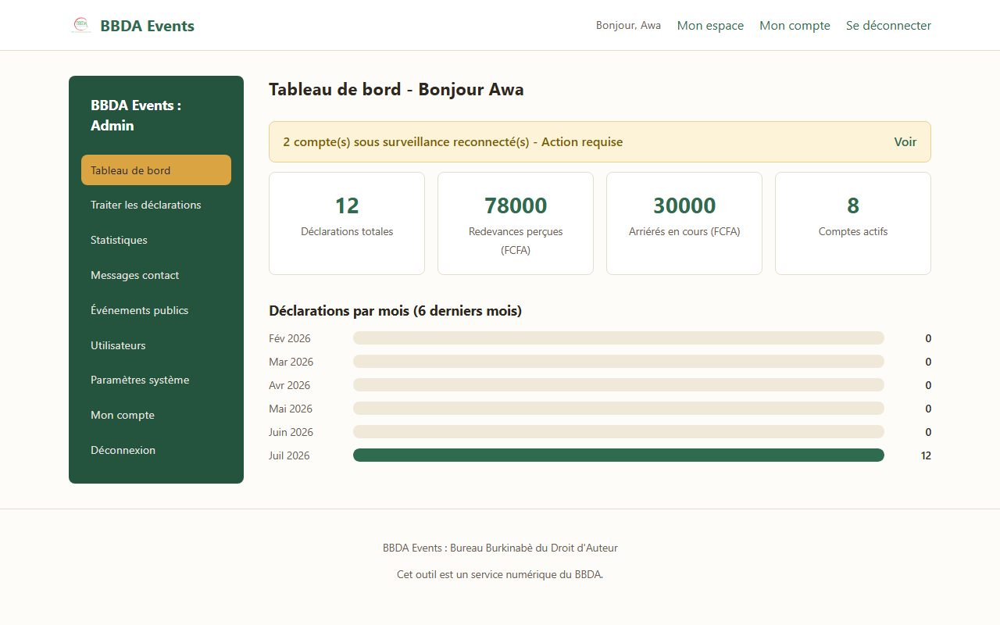 BBDA Events
Bonjour, Awa
Mon espace
Mon compte
Se déconnecter
BBDA Events :
Admin
Tableau de bord
Traiter les déclarations
Statistiques
Messages contact
Événements publics
Utilisateurs
Paramètres système
Mon compte
Déconnexion
Tableau de bord - Bonjour Awa
2 compte(s) sous surveillance reconnecté(s) - Action requise
Voir
12
Déclarations totales
78000
Redevances perçues
(FCFA)
30000
Arriérés en cours (FCFA)
8
Comptes actifs
Déclarations par mois (6 derniers mois)
Fév 2026 0
Mar 2026 0
Avr 2026 0
Mai 2026 0
Juin 2026 0
Juil 2026 12
BBDA Events : Bureau Burkinabè du Droit d'Auteur
Cet outil est un service numérique du BBDA.